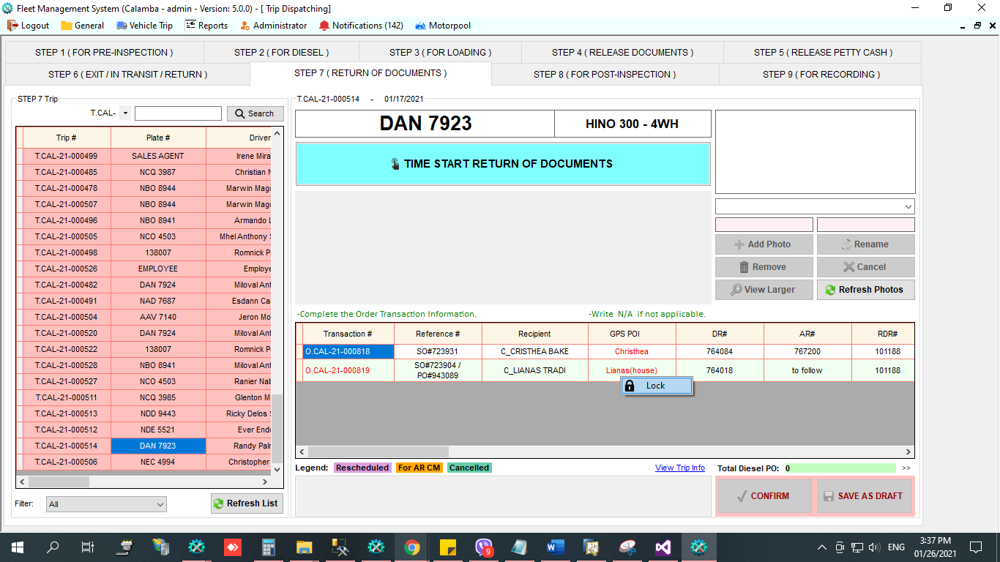 Fleet Management System (Calamba - admin - Version: 5.0.0) - [ Trip Dispatching]
Logout General Vehicle Trip Reports Administrator Notifications (142) Motorpool
STEP 1 ( FOR PRE-INSPECTION ) STEP 2 ( FOR DIESEL ) STEP 3 ( FOR LOADING ) STEP 4 ( RELEASE DOCUMENTS ) STEP 5 ( RELEASE PETTY CASH )
STEP 6 ( EXIT / IN TRANSIT / RETURN ) STEP 7 ( RETURN OF DOCUMENTS ) STEP 8 ( FOR POST-INSPECTION ) STEP 9 ( FOR RECORDING )
STEP 7 Trip
T.CAL- Search
Trip # Plate # Driver
T.CAL-21-000499 SALES AGENT Irene Mira
T.CAL-21-000485 NCQ 3987 Christian
T.CAL-21-000478 NBO 8944 Marwin Mag
T.CAL-21-000507 NBO 8944 Marwin Mag
T.CAL-21-000496 NBO 8941 Armando
T.CAL-21-000505 NCO 4503 Mhel Anthony
T.CAL-21-000498 138007 Romnick P
T.CAL-21-000526 EMPLOYEE Employe
T.CAL-21-000482 DAN 7924 Miloval Ant
T.CAL-21-000491 NAD 7687 Esdann Ca
T.CAL-21-000504 AAV 7140 Jeron Mo
T.CAL-21-000520 DAN 7924 Miloval Ant
T.CAL-21-000522 138007 Romnick P
T.CAL-21-000528 NBO 8941 Miloval Ant
T.CAL-21-000527 NCO 4503 Ranier Nab
T.CAL-21-000511 NCO 3985 Glenton M
T.CAL-21-000513 NDD 9443 Ricky Delos
T.CAL-21-000512 NDE 5521 Ever End
T.CAL-21-000514 DAN 7923 Randy Paln
T.CAL-21-000506 NEC 4994 Christopher
Filter: All Refresh List
T.CAL-21-000514 - 01/17/2021
DAN 7923 HINO 300 - 4WH
TIME START RETURN OF DOCUMENTS
Add Photo Rename
Remove Cancel
View Larger Refresh Photos
-Complete the Order Transaction Information. -Write N/A if not applicable.
Transaction # Reference # Recipient GPS POI DR# AR# RDR#
O.CAL-21-000818 SO#723931 C_CRISTHEA BAKE Christhea 764084 767200 101188
O.CAL-21-000819 SO#723904 / PO#943089 C_LIANAS TRADI Lianas(house) 764018 to follow 101188
Lock
Legend: Rescheduled For AR CM Cancelled View Trip Info Total Diesel PO: 0 >>
CONFIRM SAVE AS DRAFT
9 ENG 3:37 PM
01/26/2021